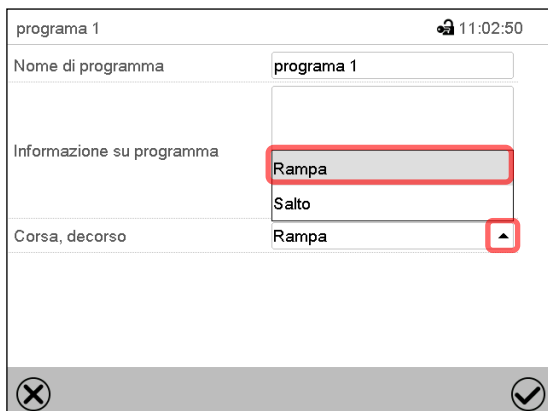 programa 1 11:02:50
Nome di programma programa 1
Informazione su programma
Rampa
Salto
Corsa, decorso Rampa